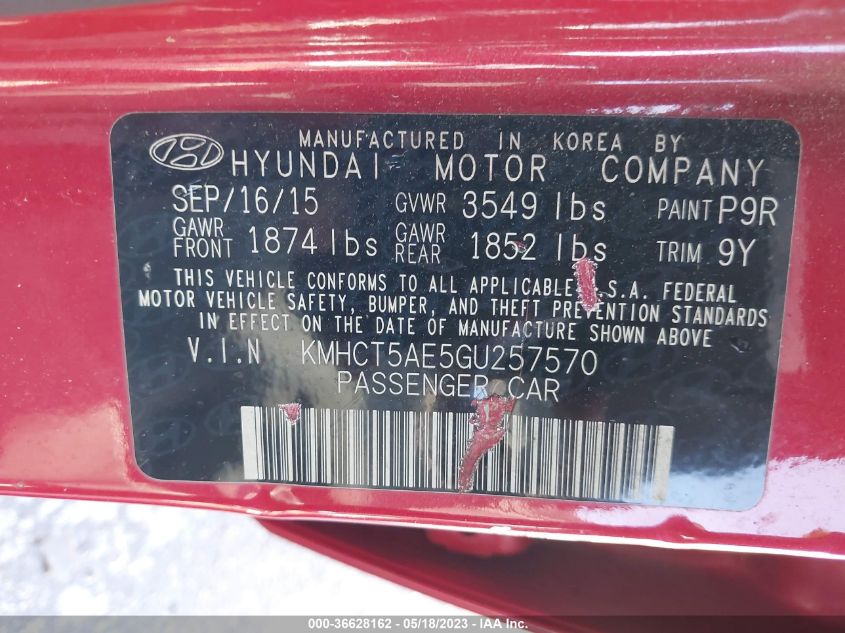 MANUFACTURED IN KOREA BY
HYUNDAI MOTOR COMPANY
SEP/16/15 GVWR 3549 lbs PAINT P9R
GAWR FRONT 1874 lbs GAWR REAR 1852 lbs TRIM 9Y
THIS VEHICLE CONFORMS TO ALL APPLICABLE U.S.A. FEDERAL
MOTOR VEHICLE SAFETY, BUMPER, AND THEFT PREVENTION STANDARDS
IN EFFECT ON THE DATE OF MANUFACTURE SHOWN ABOVE
V.I.N KMHCT5AE5GU257570
PASSENGER CAR
000-36628162 - 05/18/2023 - IAA Inc.